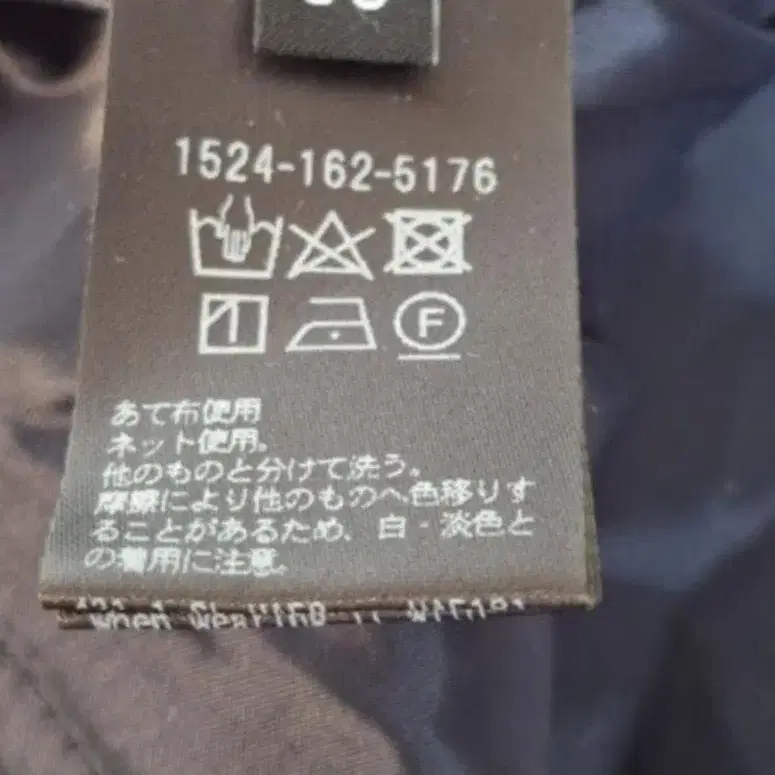 1524-162-5176
F
あて布使用
ネット使用。
他のものと分けて洗う。
摩擦により他のものへ色移りす
ることがあるため、白・淡色と
の着用に注意。